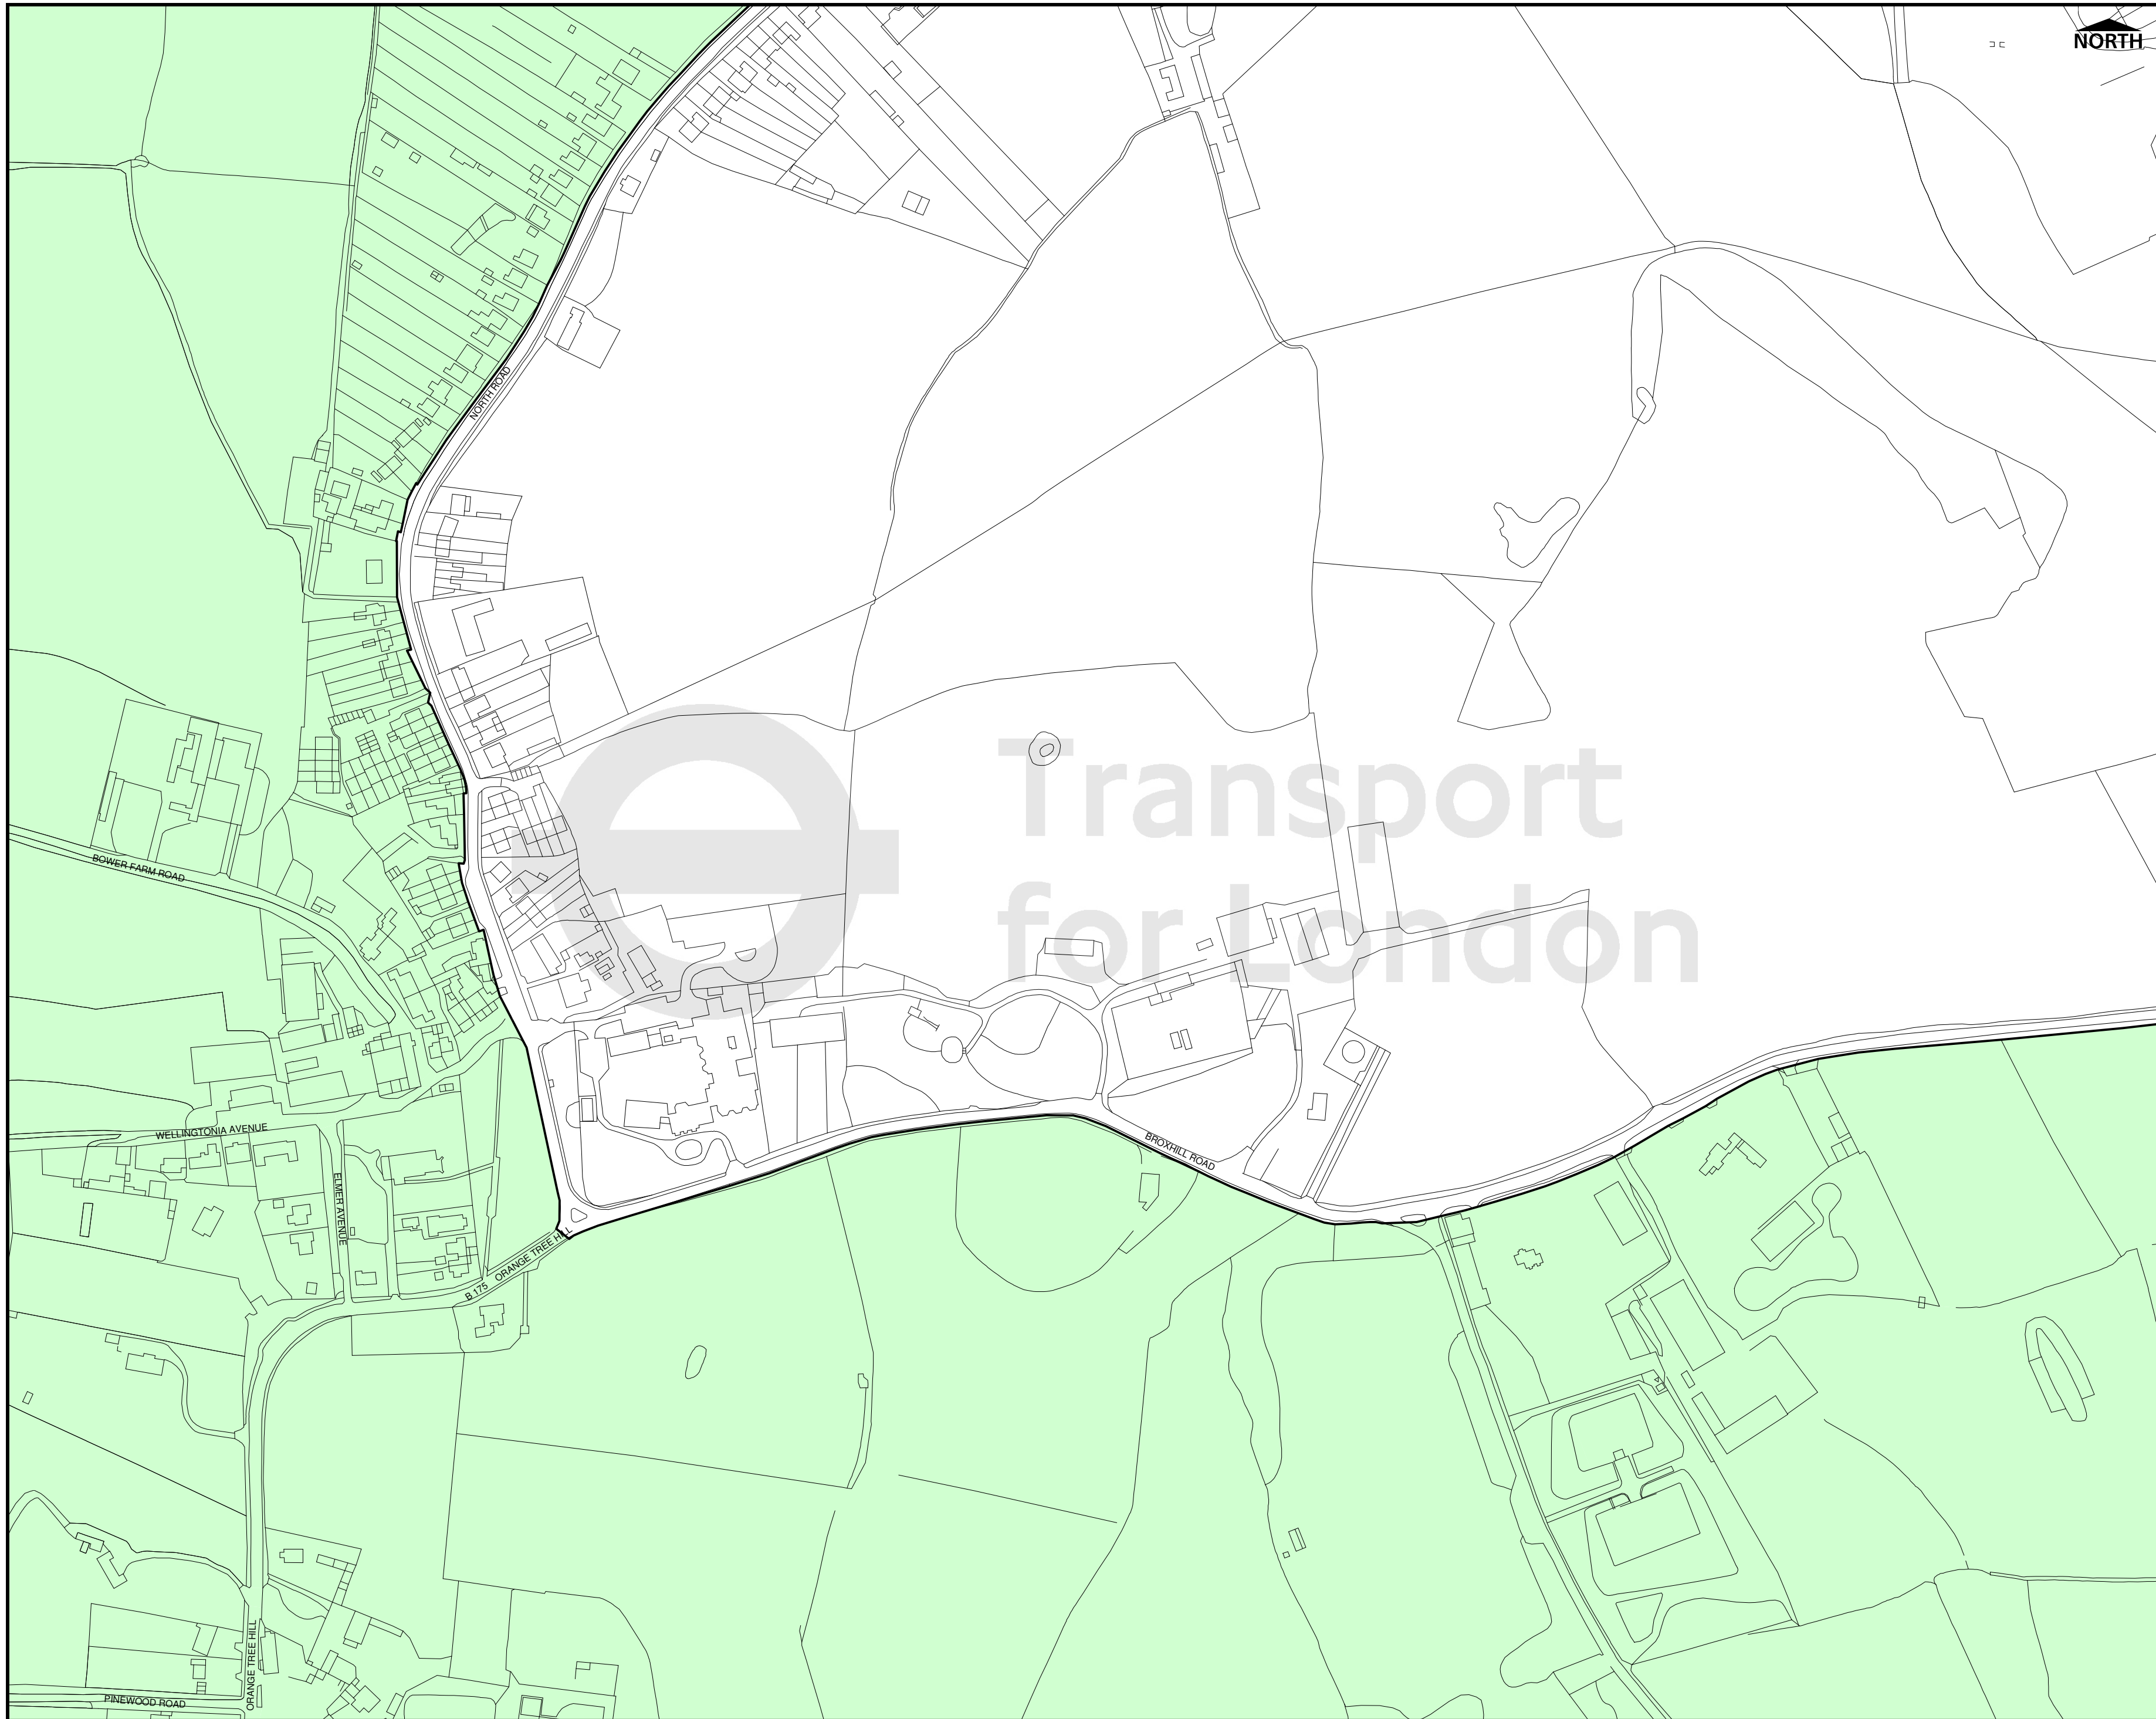 NORTH
NORTH ROAD
Transport
for London
BOWER FARM ROAD
WELLINGTONIA AVENUE
BROXHILL ROAD
ELMER AVENUE
B 175 ORANGE TREE HILL
ORANGE TREE HILL
PINEWOOD ROAD